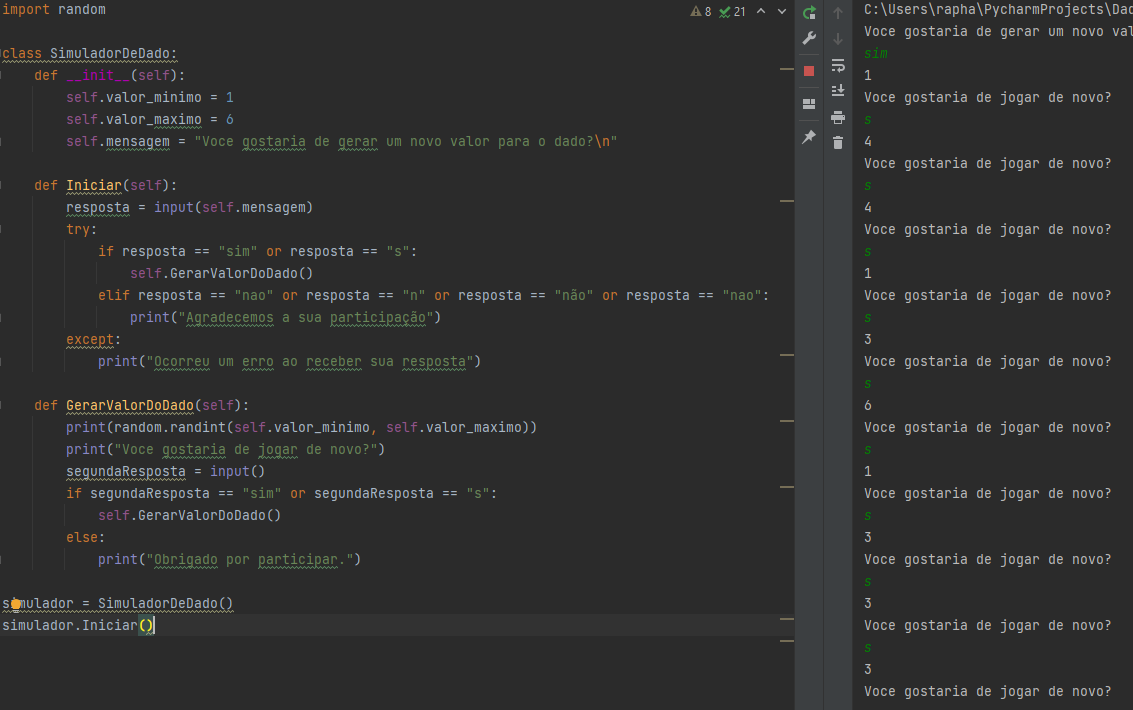 import random
8 21
class SimuladorDeDado:
    def __init__(self):
        self.valor_minimo = 1
        self.valor_maximo = 6
        self.mensagem = "Voce gostaria de gerar um novo valor para o dado?\n"
    def Iniciar(self):
        resposta = input(self.mensagem)
        try:
            if resposta == "sim" or resposta == "s":
                self.GerarValorDoDado()
            elif resposta == "nao" or resposta == "n" or resposta == "não" or resposta == "nao":
                print("Agradecemos a sua participação")
        except:
            print("Ocorreu um erro ao receber sua resposta")
    def GerarValorDoDado(self):
        print(random.randint(self.valor_minimo, self.valor_maximo))
        print("Voce gostaria de jogar de novo?")
        segundaResposta = input()
        if segundaResposta == "sim" or segundaResposta == "s":
            self.GerarValorDoDado()
        else:
            print("Obrigado por participar.")
simulador = SimuladorDeDado()
simulador.Iniciar()
C:\Users\rapha\PycharmProjects\Dad
Voce gostaria de gerar um novo val
sim
1
Voce gostaria de jogar de novo?
s
4
Voce gostaria de jogar de novo?
s
4
Voce gostaria de jogar de novo?
s
1
Voce gostaria de jogar de novo?
s
3
Voce gostaria de jogar de novo?
s
6
Voce gostaria de jogar de novo?
s
1
Voce gostaria de jogar de novo?
s
3
Voce gostaria de jogar de novo?
s
3
Voce gostaria de jogar de novo?
s
3
Voce gostaria de jogar de novo?